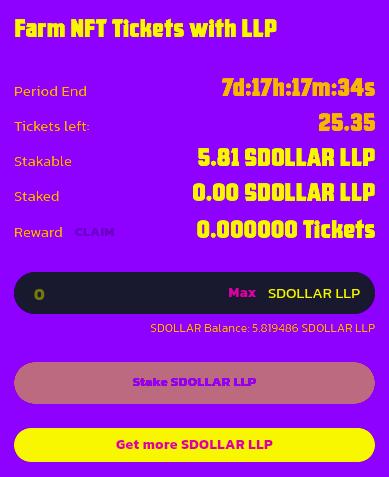 Farm NFT Tickets with LLP
Period End 7d:17h:17m:34s
Tickets left: 25.35
Stakable 5.81 SDOLLAR LLP
Staked 0.00 SDOLLAR LLP
Reward CLAIM 0.000000 Tickets
0 Max SDOLLAR LLP
SDOLLAR Balance: 5.819486 SDOLLAR LLP
Stake SDOLLAR LLP
Get more SDOLLAR LLP